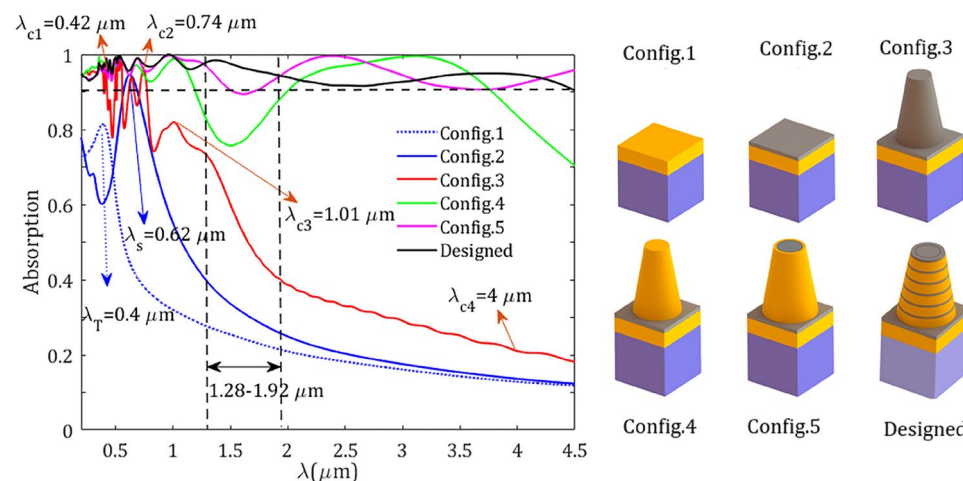 λc1=0.42 μm
λc2=0.74 μm
Absorption
1
0.8
0.6
0.4
0.2
0
Config.1
Config.2
Config.3
Config.4
Config.5
Designed
λc3=1.01 μm
λs=0.62 μm
λT=0.4 μm
λc4=4 μm
1.28-1.92 μm
0.5 1 1.5 2 2.5 3 3.5 4 4.5
λ(μm)
Config.1 Config.2 Config.3
Config.4 Config.5 Designed